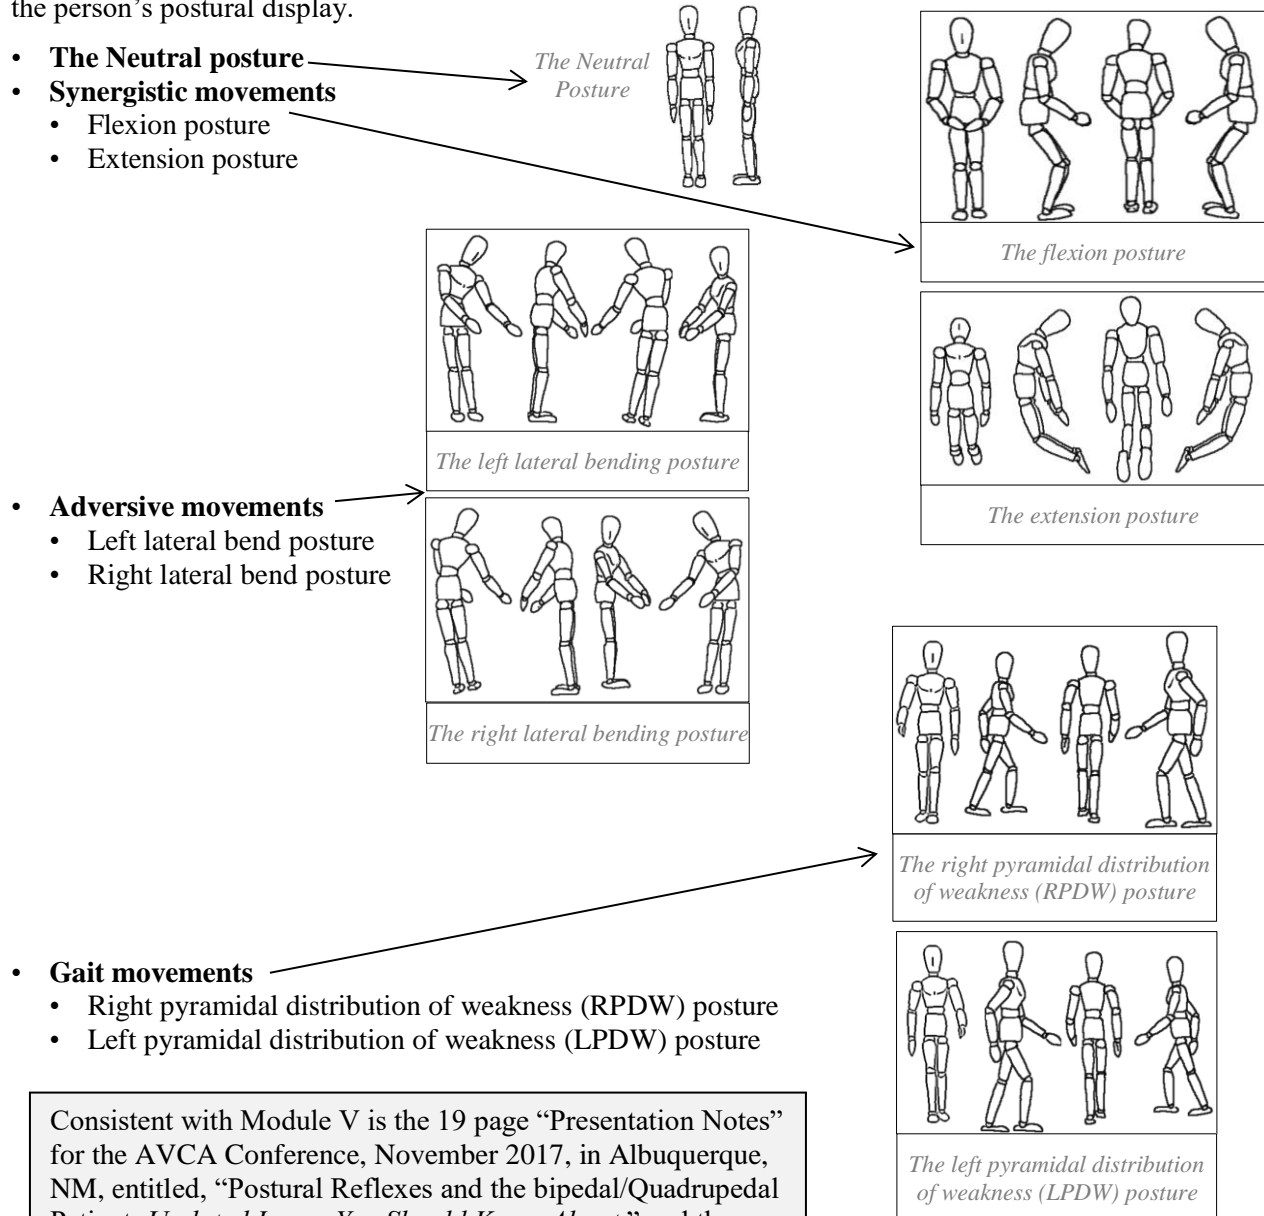 the person’s postural display.
• The Neutral posture
The Neutral
Posture
• Synergistic movements
• Flexion posture
• Extension posture
The flexion posture
The left lateral bending posture
The extension posture
• Adversive movements
• Left lateral bend posture
• Right lateral bend posture
The right lateral bending posture
The right pyramidal distribution
of weakness (RPDW) posture
• Gait movements
• Right pyramidal distribution of weakness (RPDW) posture
• Left pyramidal distribution of weakness (LPDW) posture
The left pyramidal distribution
of weakness (LPDW) posture
Consistent with Module V is the 19 page “Presentation Notes”
for the AVCA Conference, November 2017, in Albuquerque,
NM, entitled, “Postural Reflexes and the bipedal/Quadrupedal